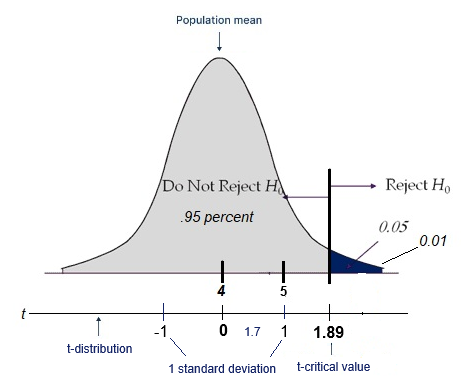 Population mean
Do Not Reject H0
Reject H0
.95 percent
0.05
0.01
4 5
t
-1 0 1.7 1 1.89
t-distribution
1 standard deviation
t-critical value